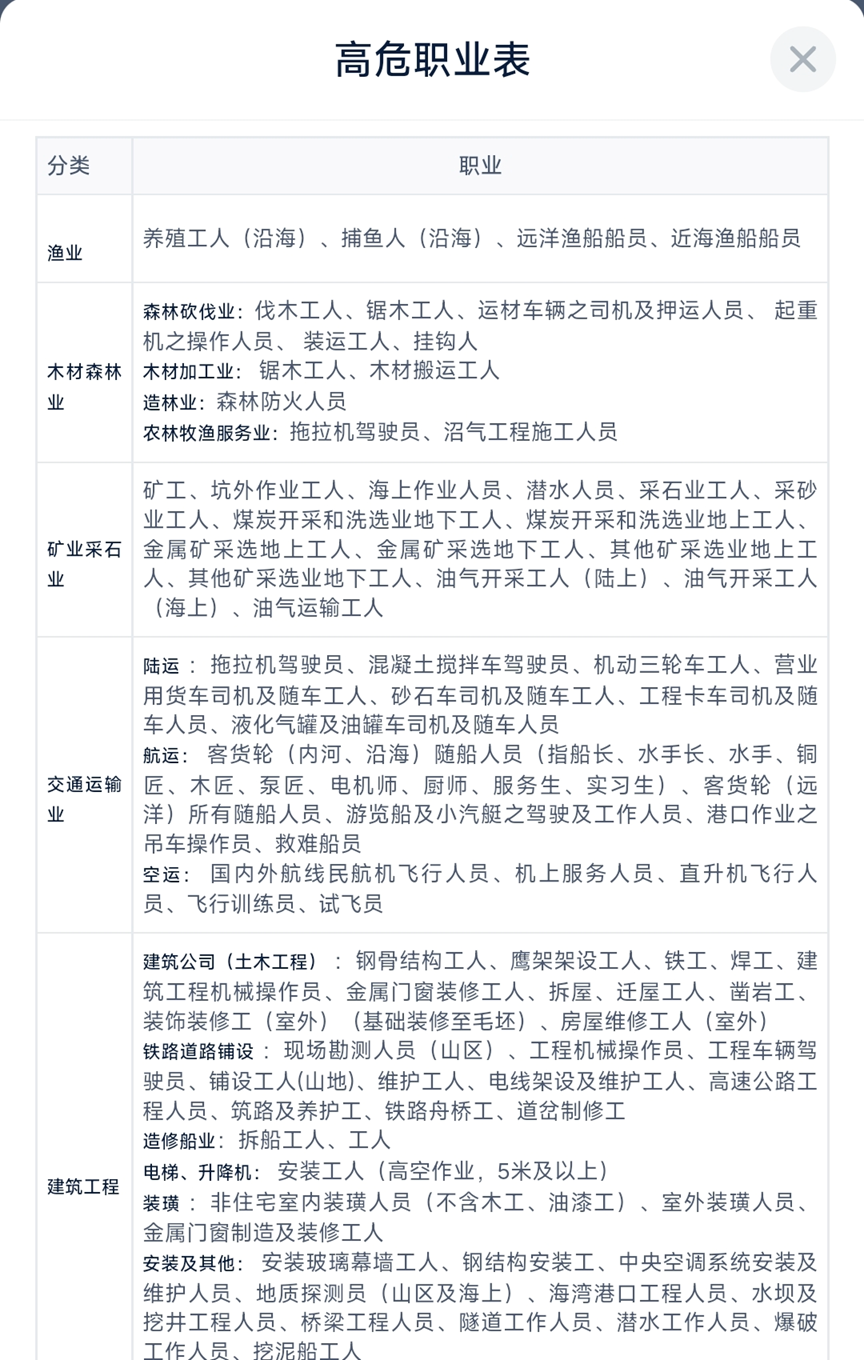 高危职业表
分类 职业
渔业
养殖工人（沿海）、捕鱼人（沿海）、远洋渔船船员、近海渔船船员
木材森林
业
森林砍伐业：伐木工人、锯木工人、运材车辆之司机及押运人员、 起重
机之操作人员、 装运工人、挂钩人
木材加工业： 锯木工人、木材搬运工人
造林业：森林防火人员
农林牧渔服务业：拖拉机驾驶员、沼气工程施工人员
矿业采石
业
矿工、坑外作业工人、海上作业人员、潜水人员、采石业工人、采砂
业工人、煤炭开采和洗选业地下工人、煤炭开采和洗选业地上工人、
金属矿采选地上工人、金属矿采选地下工人、其他矿采选业地上工
人、其他矿采选业地下工人、油气开采工人（陆上）、油气开采工人
（海上）、油气运输工人
交通运输
业
陆运 ： 拖拉机驾驶员、混凝土搅拌车驾驶员、机动三轮车工人、营业
用货车司机及随车工人、砂石车司机及随车工人、工程卡车司机及随
车人员、液化气罐及油罐车司机及随车人员
航运： 客货轮（内河、沿海）随船人员（指船长、水手长、水手、铜
匠、木匠、泵匠、电机师、厨师、服务生、实习生）、客货轮（远
洋）所有随船人员、游览船及小汽艇之驾驶及工作人员、港口作业之
吊车操作员、救难船员
空运： 国内外航线民航机飞行人员、机上服务人员、直升机飞行人
员、飞行训练员、试飞员
建筑工程
建筑公司（土木工程） ： 钢骨结构工人、鹰架架设工人、铁工、焊工、建
筑工程机械操作员、金属门窗装修工人、拆屋、迁屋工人、凿岩工、
装饰装修工（室外）（基础装修至毛坯）、房屋维修工人（室外）
铁路道路铺设 ： 现场勘测人员（山区）、工程机械操作员、工程车辆驾
驶员、铺设工人(山地)、维护工人、电线架设及维护工人、高速公路工
程人员、筑路及养护工、铁路舟桥工、道岔制修工
造修船业：拆船工人、工人
电梯、升降机： 安装工人（高空作业，5米及以上）
装璜 ： 非住宅室内装璜人员（不含木工、油漆工）、室外装璜人员、
金属门窗制造及装修工人
安装及其他： 安装玻璃幕墙工人、钢结构安装工、中央空调系统安装及
维护人员、地质探测员（山区及海上）、海湾港口工程人员、水坝及
挖井工程人员、桥梁工程人员、隧道工作人员、潜水工作人员、爆破
工作人员、挖泥船工人